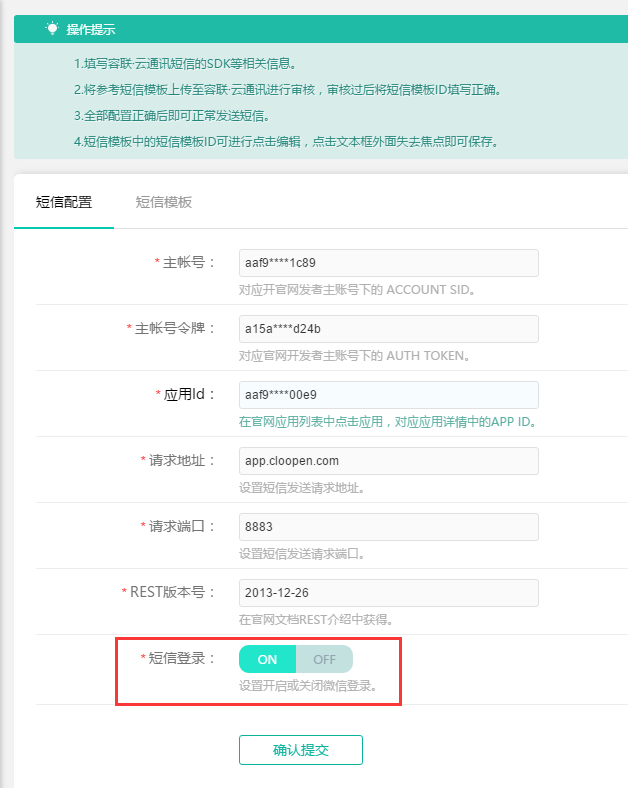 操作提示
1.填写容联·云通讯短信的SDK等相关信息。
2.将参考短信模板上传至容联·云通讯进行审核，审核过后将短信模板ID填写正确。
3.全部配置正确后即可正常发送短信。
4.短信模板中的短信模板ID可进行点击编辑，点击文本框外面失去焦点即可保存。
短信配置 短信模板
*主帐号： aaf9****1c89
对应开官网发者主账号下的 ACCOUNT SID。
*主帐号令牌： a15a****d24b
对应官网开发者主账号下的 AUTH TOKEN。
*应用Id： aaf9****00e9
在官网应用列表中点击应用，对应应用详情中的APP ID。
*请求地址： app.cloopen.com
设置短信发送请求地址。
*请求端口： 8883
设置短信发送请求端口。
*REST版本号： 2013-12-26
在官网文档REST介绍中获得。
*短信登录： ON OFF
设置开启或关闭微信登录。
确认提交